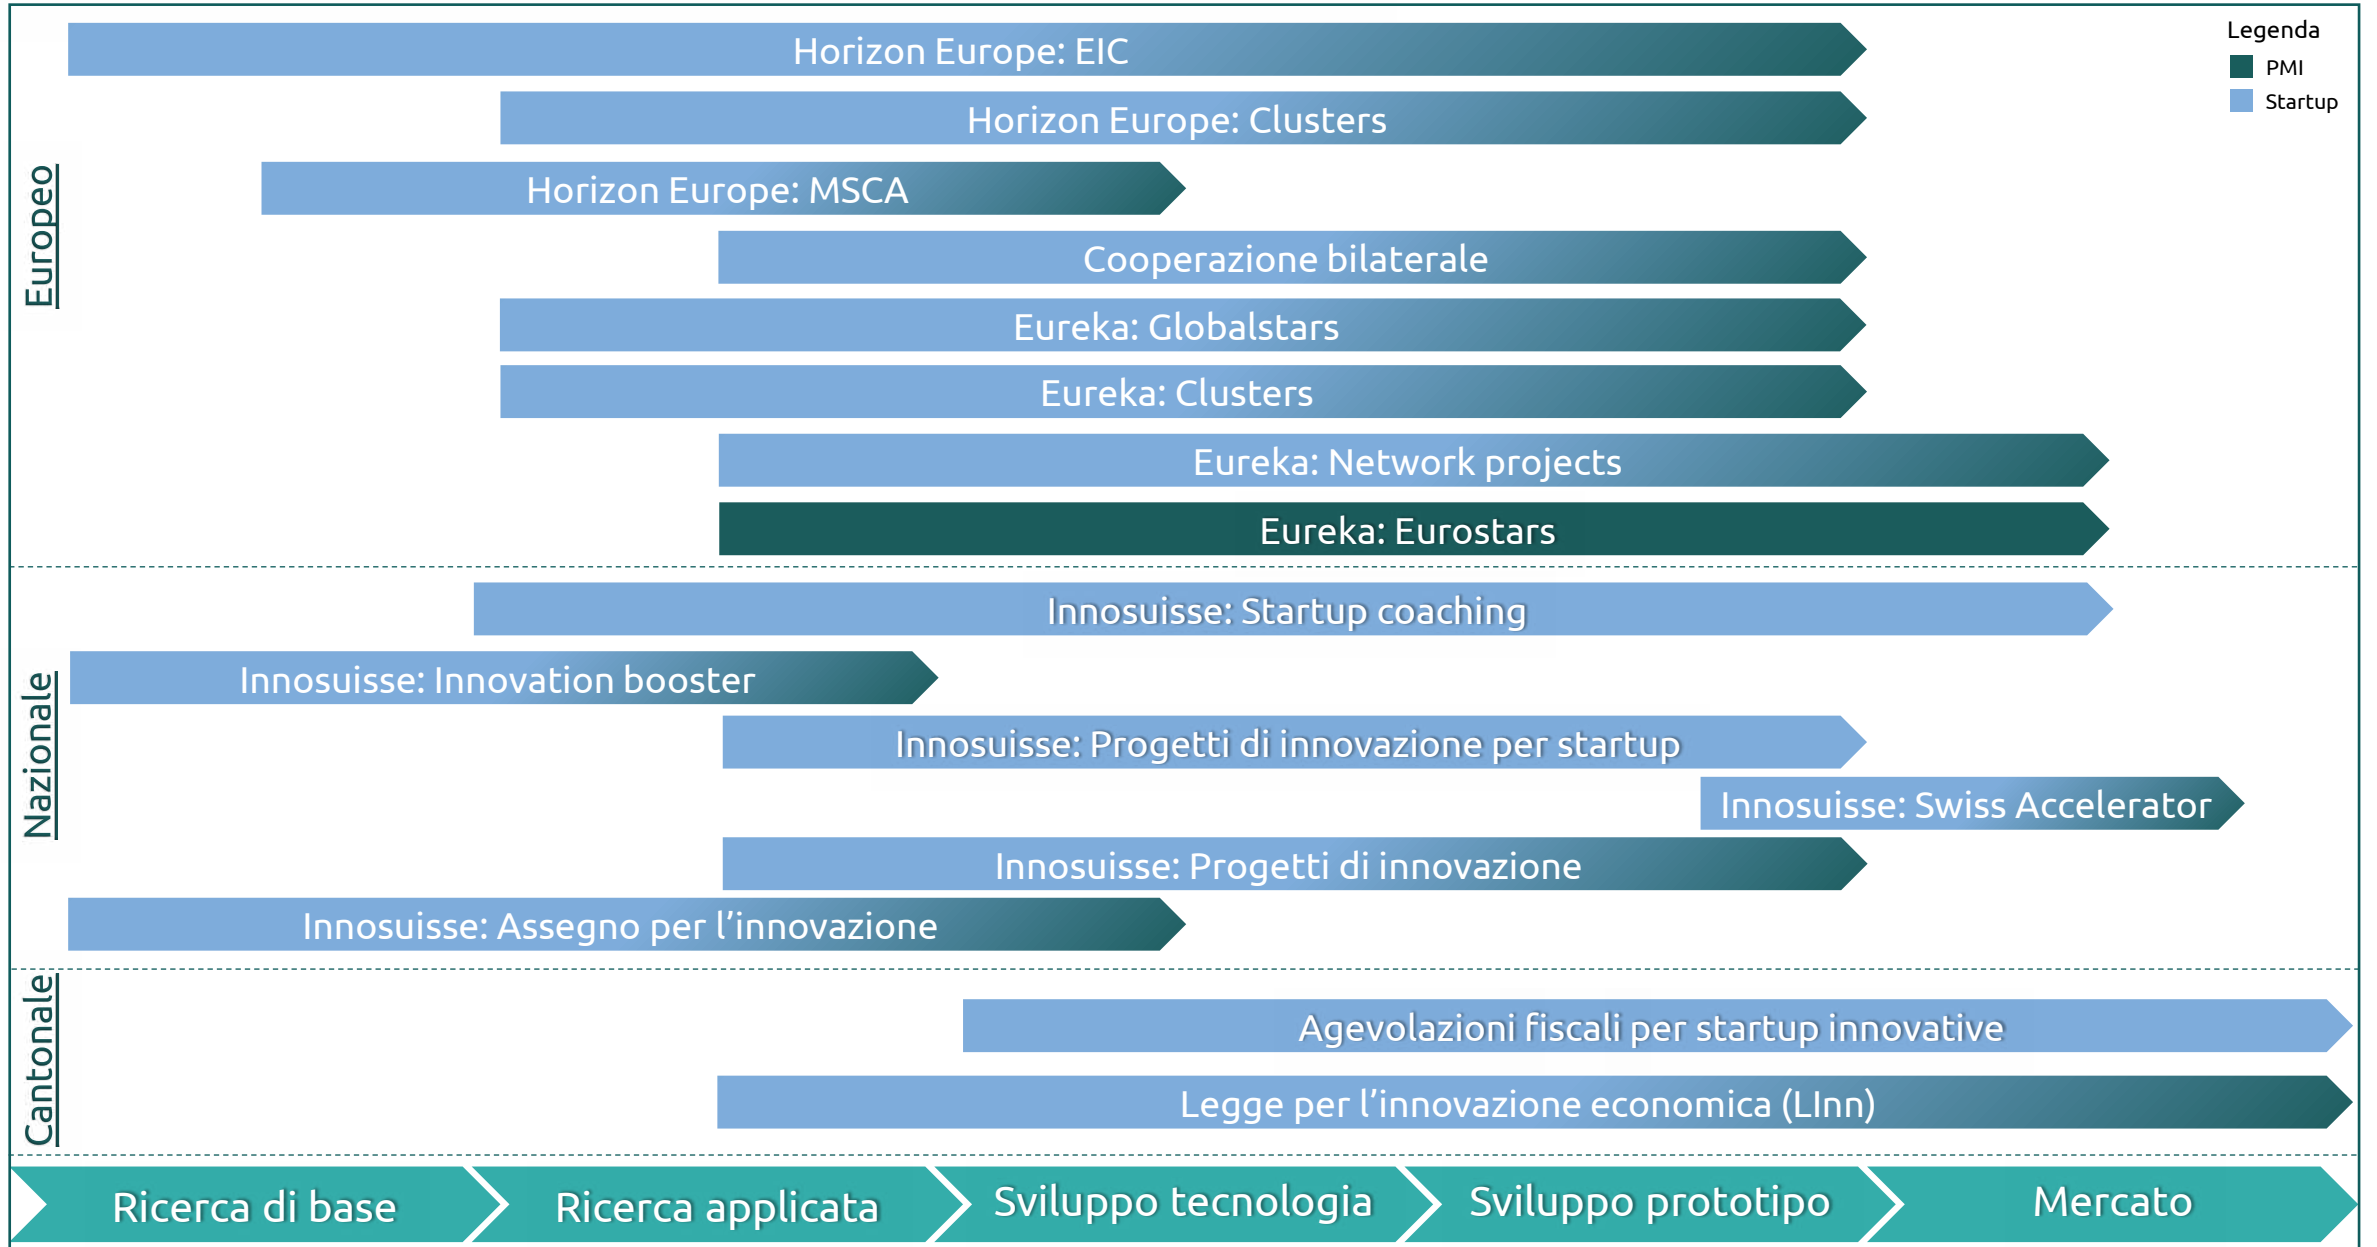 Legenda
PMI
Startup
Europeo
Horizon Europe: EIC
Horizon Europe: Clusters
Horizon Europe: MSCA
Cooperazione bilaterale
Eureka: Globalstars
Eureka: Clusters
Eureka: Network projects
Eureka: Eurostars
Nazionale
Innosuisse: Startup coaching
Innosuisse: Innovation booster
Innosuisse: Progetti di innovazione per startup
Innosuisse: Swiss Accelerator
Innosuisse: Progetti di innovazione
Innosuisse: Assegno per l’innovazione
Cantonale
Agevolazioni fiscali per startup innovative
Legge per l’innovazione economica (LInn)
Ricerca di base
Ricerca applicata
Sviluppo tecnologia
Sviluppo prototipo
Mercato